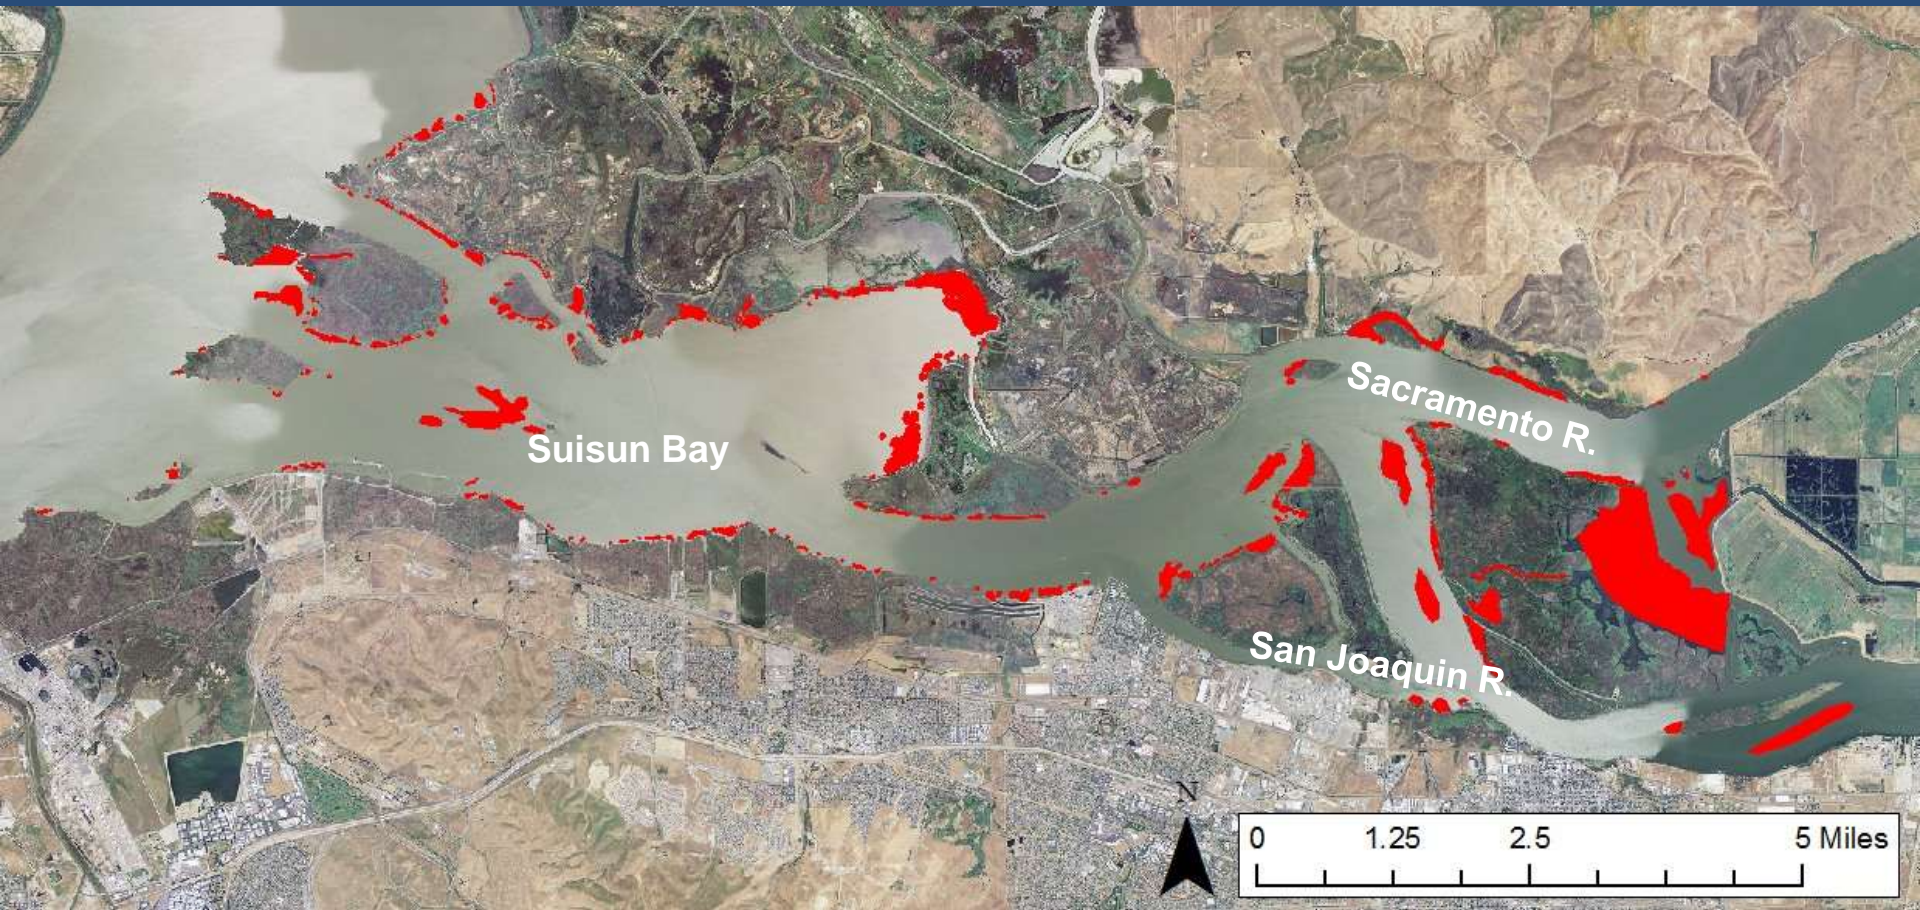 Sacramento R.
Suisun Bay
San Joaquin R.
N
0 1.25 2.5 5 Miles